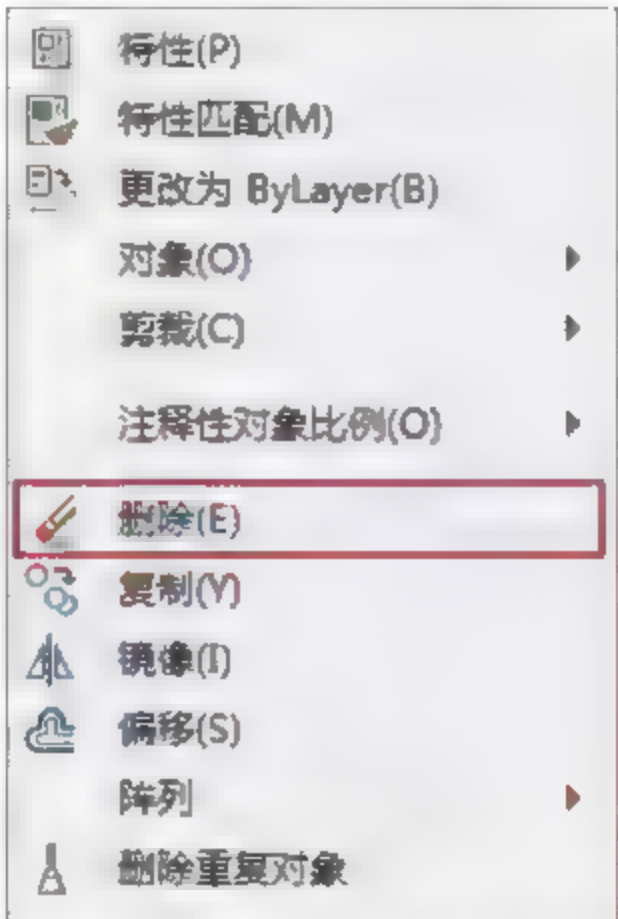 特性(P)
特性匹配(M)
更改为 ByLayer(B)
对象(O)
剪裁(C)
注释性对象比例(O)
删除(E)
复制(Y)
镜像(I)
偏移(S)
阵列
删除重复对象